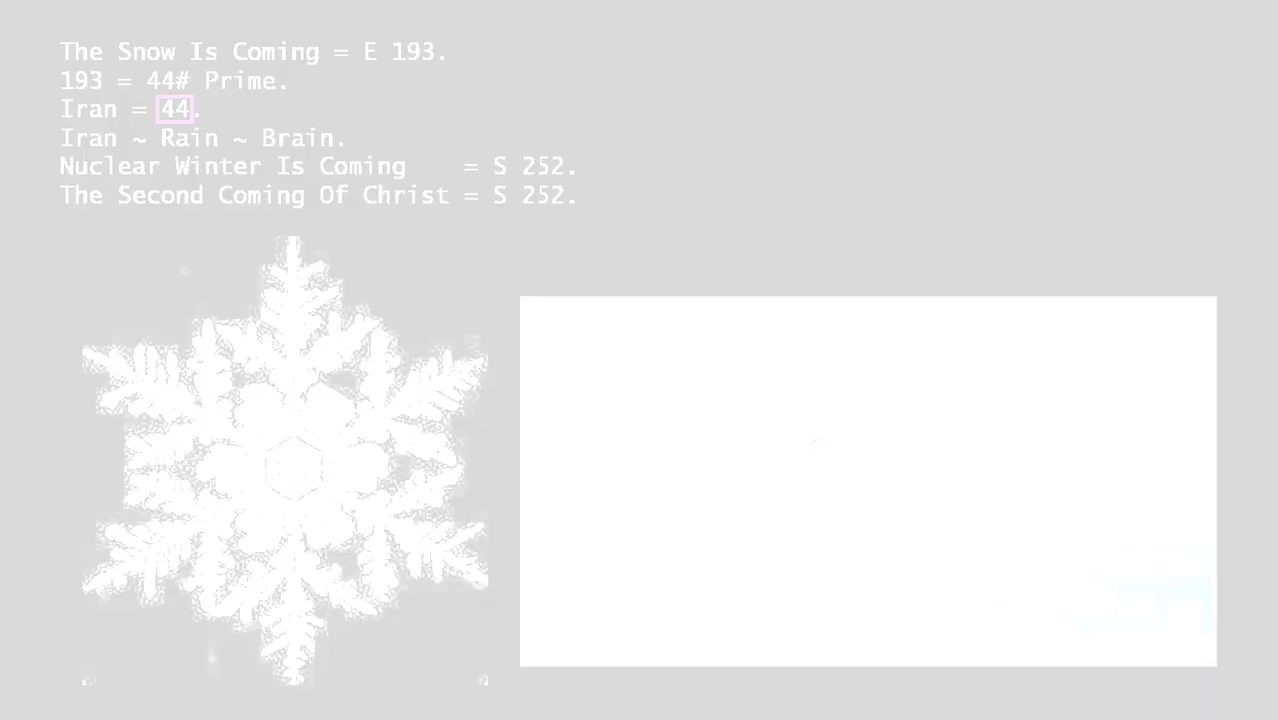 The Snow Is Coming = E 193.
193 = 44# Prime.
Iran = 44.
Iran ~ Rain ~ Brain.
Nuclear Winter Is Coming    = S 252.
The Second Coming Of Christ = S 252.